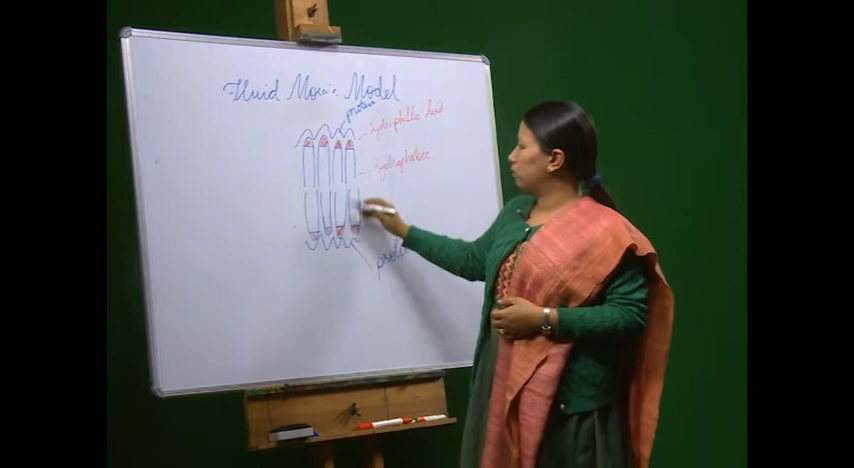 Fluid Mosaic Model
protein
hydrophilic head
hydrophobic